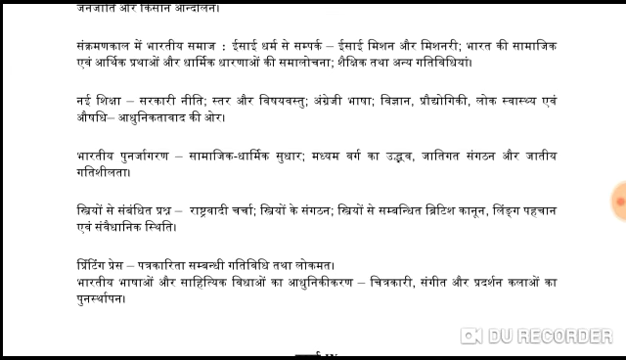 जनजाति और किसान आन्दोलन।
संक्रमणकाल में भारतीय समाज : ईसाई धर्म से सम्पर्क – ईसाई मिशन और मिशनरी; भारत की सामाजिक
एवं आर्थिक प्रथाओं और धार्मिक धारणाओं की समालोचना; शैक्षिक तथा अन्य गतिविधियां।
नई शिक्षा – सरकारी नीति; स्तर और विषयवस्तु; अंग्रेजी भाषा; विज्ञान, प्रौद्योगिकी, लोक स्वास्थ्य एवं
औषधि– आधुनिकतावाद की ओर।
भारतीय पुनर्जागरण – सामाजिक-धार्मिक सुधार; मध्यम वर्ग का उद्भव, जातिगत संगठन और जातीय
गतिशीलता।
स्त्रियों से संबंधित प्रश्न – राष्ट्रवादी चर्चा; स्त्रियों के संगठन; स्त्रियों से सम्बन्धित ब्रिटिश कानून, लिंङ्ग पहचान
एवं संवैधानिक स्थिति।
प्रिंटिंग प्रेस – पत्रकारिता सम्बन्धी गतिविधि तथा लोकमत।
भारतीय भाषाओं और साहित्यिक विधाओं का आधुनिकीकरण – चित्रकारी, संगीत और प्रदर्शन कलाओं का
पुनर्स्थापन।
DU RECORDER